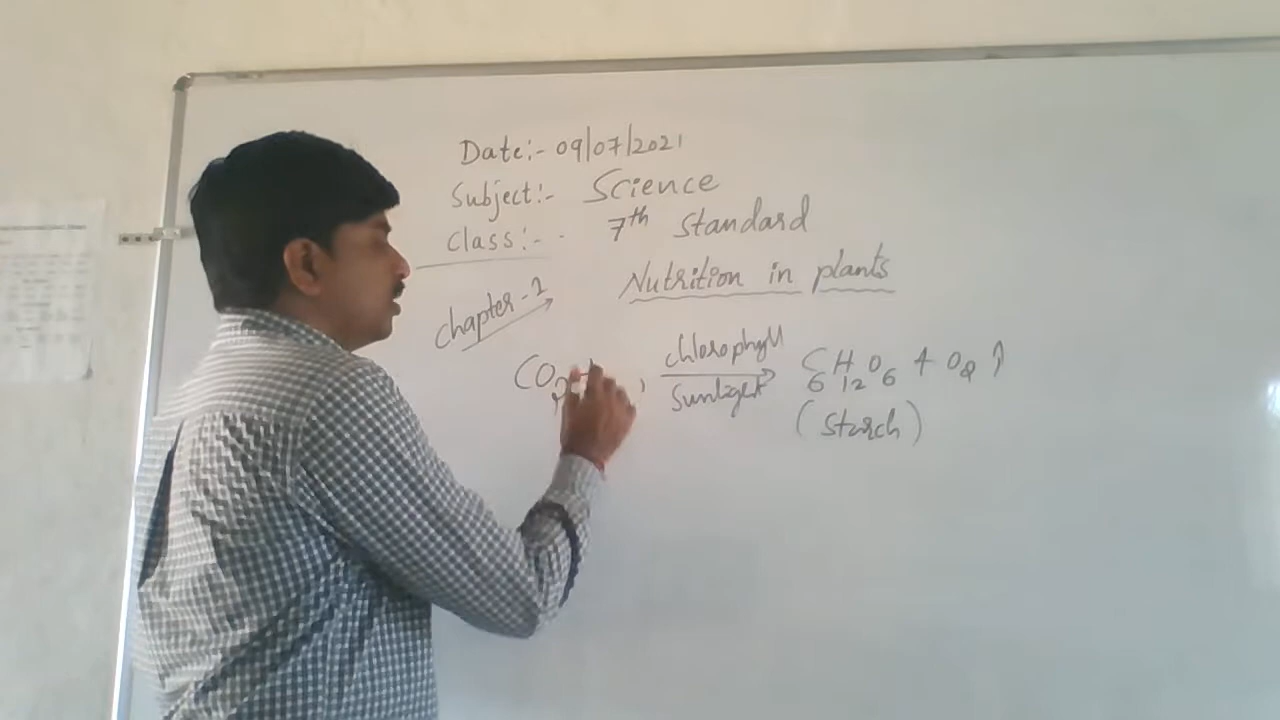 Date:- 09/07/2021
Subject:- Science
Class:- 7th Standard
Chapter-1 Nutrition in plants
chlorophyll
CO2 + → C6H12O6 + O2 ↑
Sunlight
(starch)